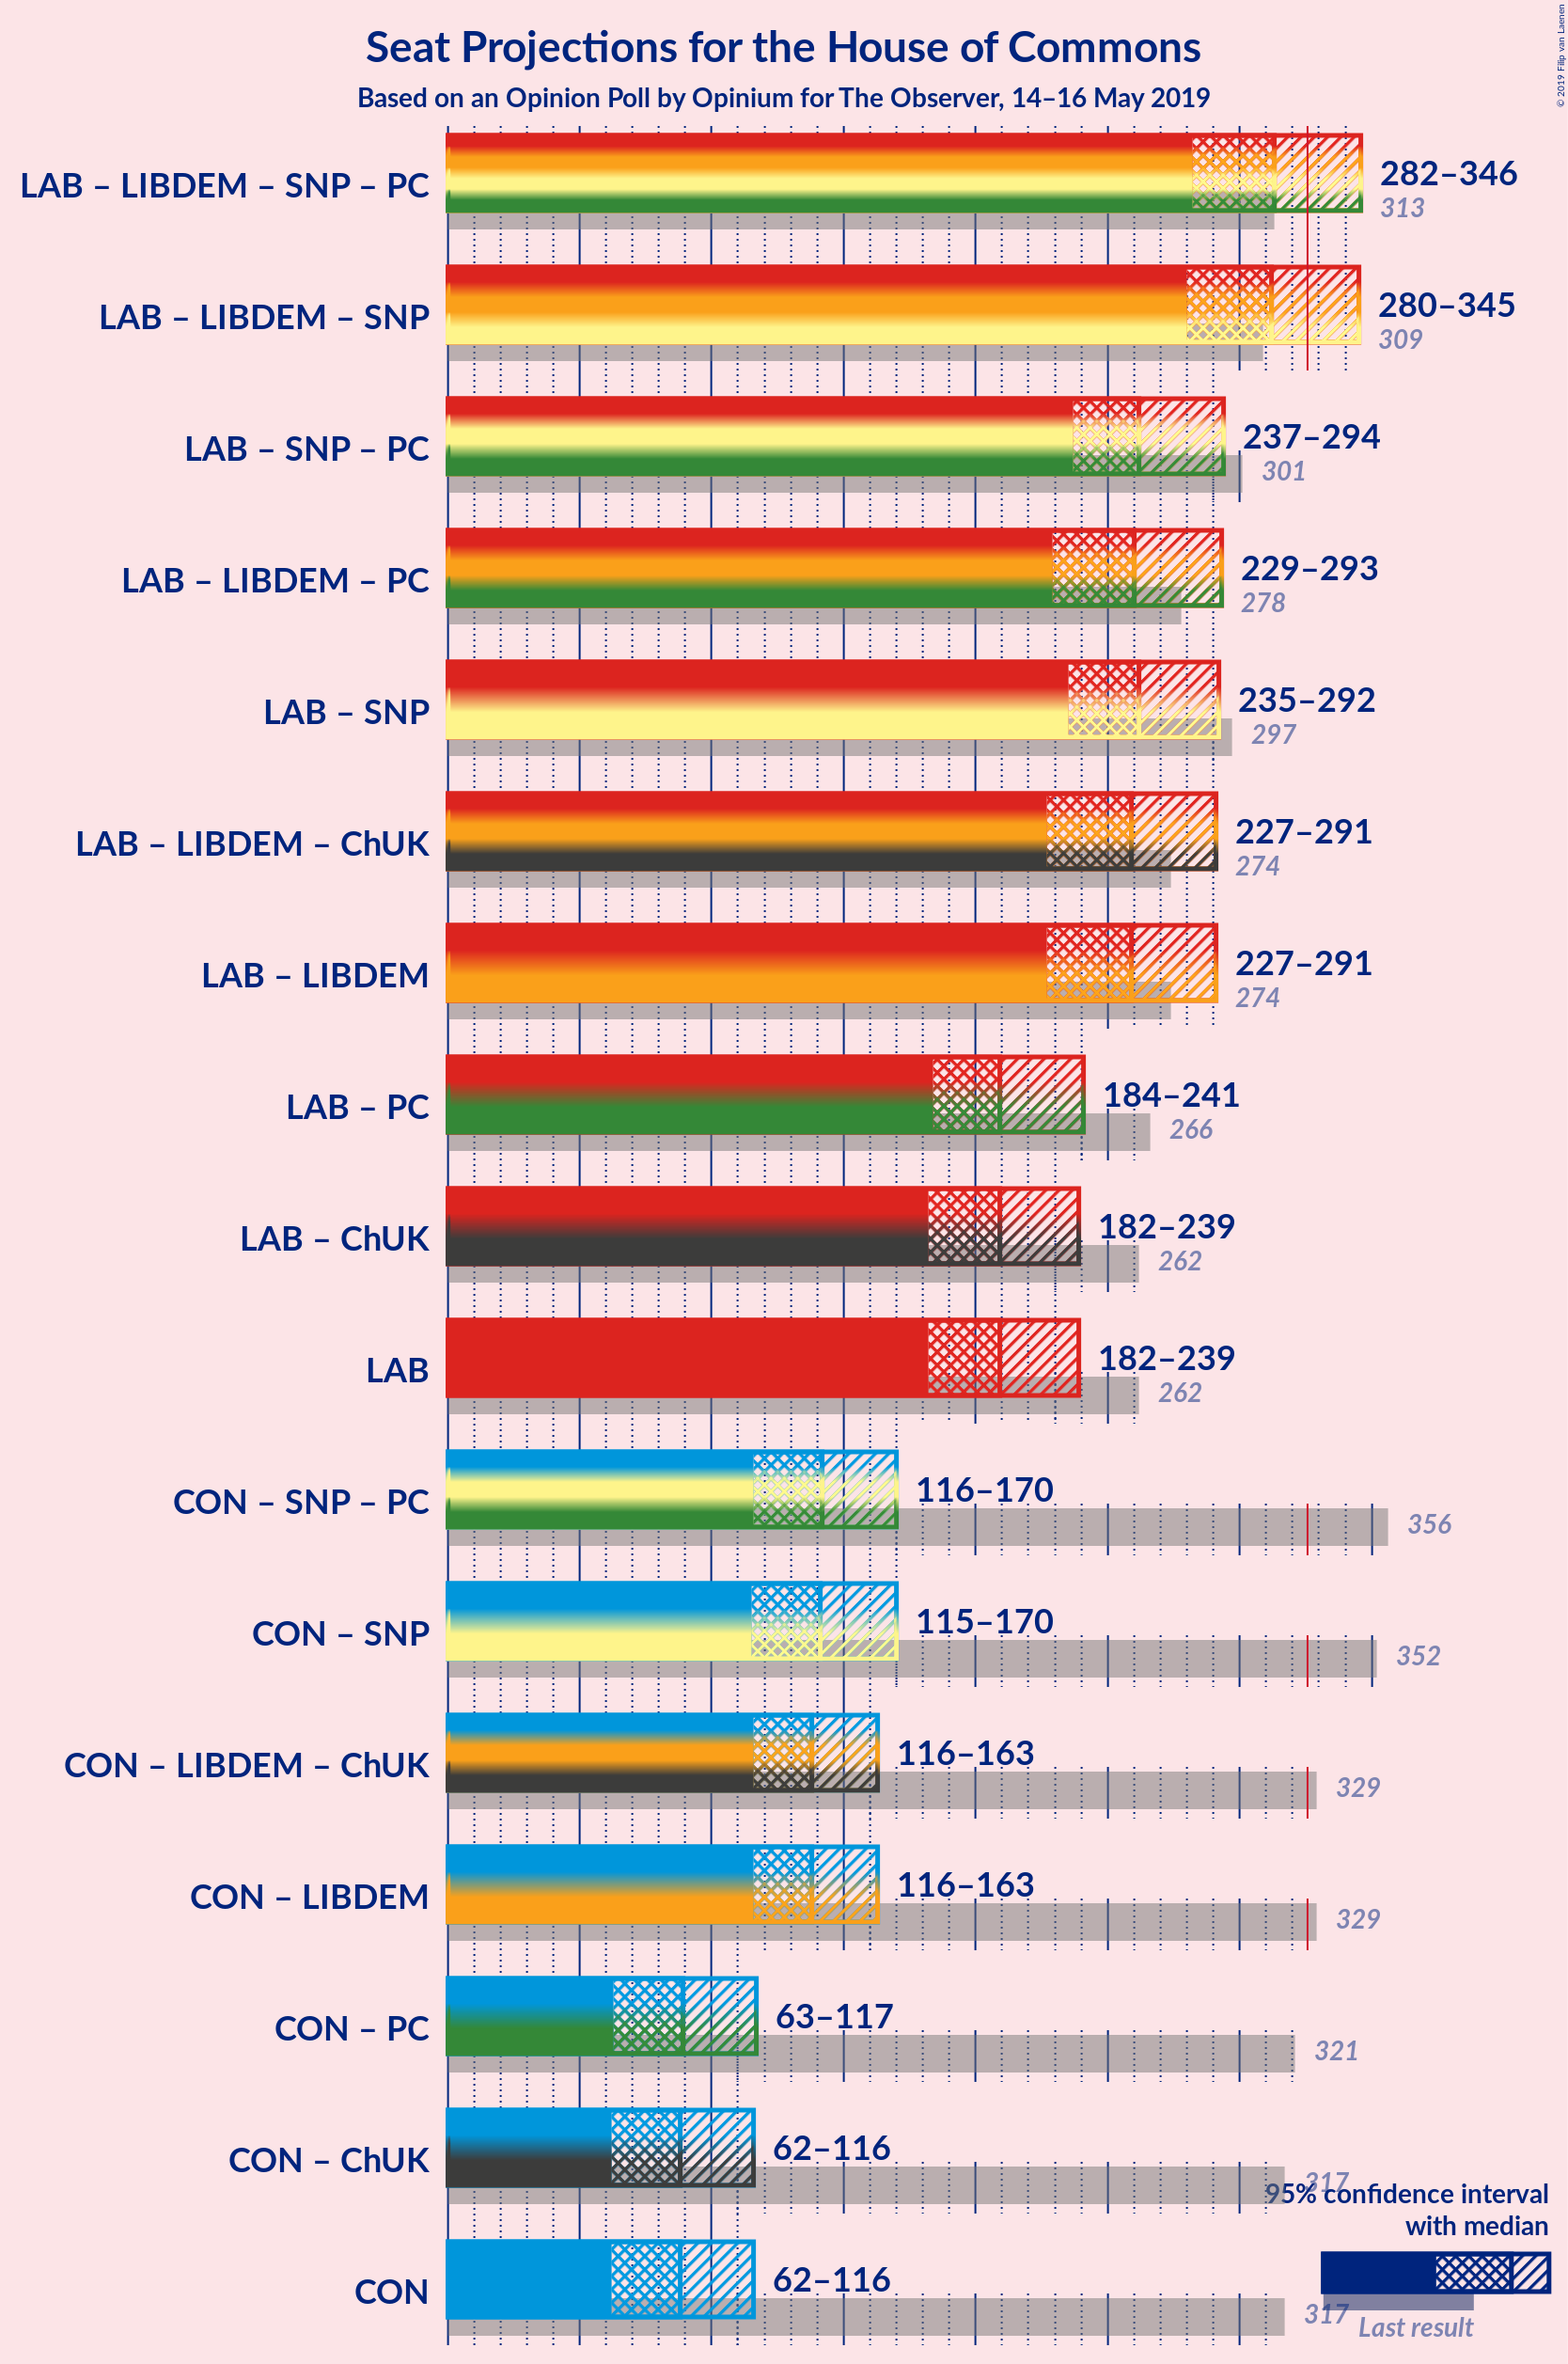 Seat Projections for the House of Commons
Based on an Opinion Poll by Opinium for The Observer, 14–16 May 2019
© 2019 Filip van Laenen
LAB – LIBDEM – SNP – PC
282–346
313
LAB – LIBDEM – SNP
280–345
309
LAB – SNP – PC
237–294
301
LAB – LIBDEM – PC
229–293
278
LAB – SNP
235–292
297
LAB – LIBDEM – ChUK
227–291
274
LAB – LIBDEM
227–291
274
LAB – PC
184–241
266
LAB – ChUK
182–239
262
LAB
182–239
262
CON – SNP – PC
116–170
356
CON – SNP
115–170
352
CON – LIBDEM – ChUK
116–163
329
CON – LIBDEM
116–163
329
CON – PC
63–117
321
CON – ChUK
62–116
317
CON
62–116
317
95% confidence interval
with median
Last result